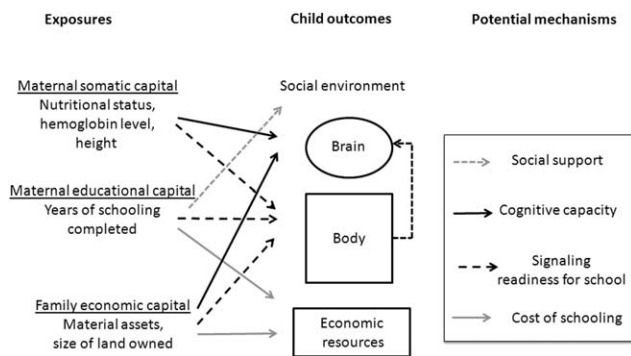 Exposures
Child outcomes
Potential mechanisms
Maternal somatic capital
Nutritional status,
hemoglobin level,
height
Maternal educational capital
Years of schooling
completed
Family economic capital
Material assets,
size of land owned
Social environment
Brain
Body
Economic
resources
Social support
Cognitive capacity
Signaling
readiness for school
Cost of schooling